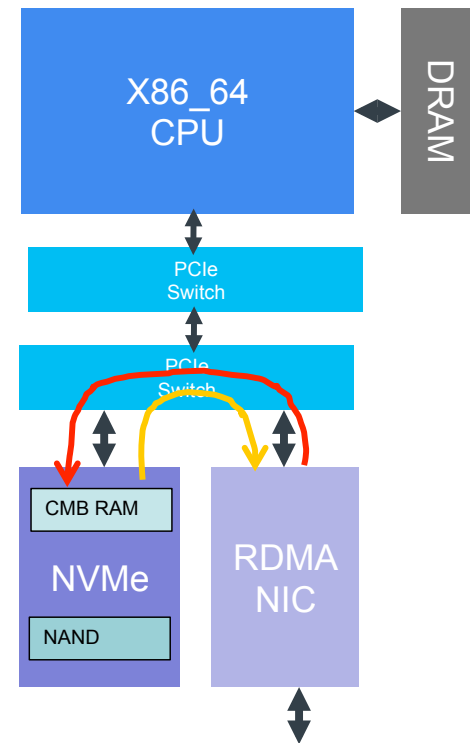 X86_64
CPU
DRAM
PCIe
Switch
PCIe
Switch
CMB RAM
NVMe
NAND
RDMA
NIC